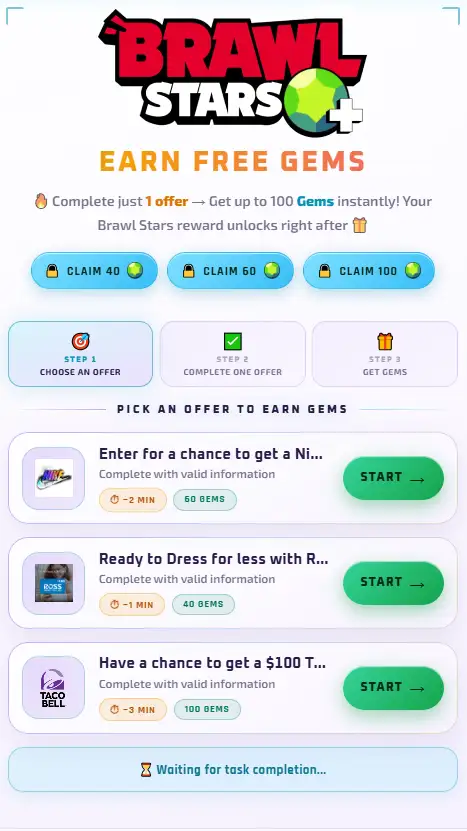 BRAWL
STARS
EARN FREE GEMS
🔥 Complete just 1 offer → Get up to 100 Gems instantly! Your
Brawl Stars reward unlocks right after 🎁
🔒 CLAIM 40
🔒 CLAIM 60
🔒 CLAIM 100
STEP 1
CHOOSE AN OFFER
STEP 2
COMPLETE ONE OFFER
STEP 3
GET GEMS
PICK AN OFFER TO EARN GEMS
Enter for a chance to get a Ni...
Complete with valid information
⏱ ~2 MIN
60 GEMS
START →
Ready to Dress for less with R...
Complete with valid information
ROSS
⏱ ~1 MIN
40 GEMS
START →
Have a chance to get a $100 T...
Complete with valid information
TACO
BELL
⏱ ~3 MIN
100 GEMS
START →
⏳ Waiting for task completion...